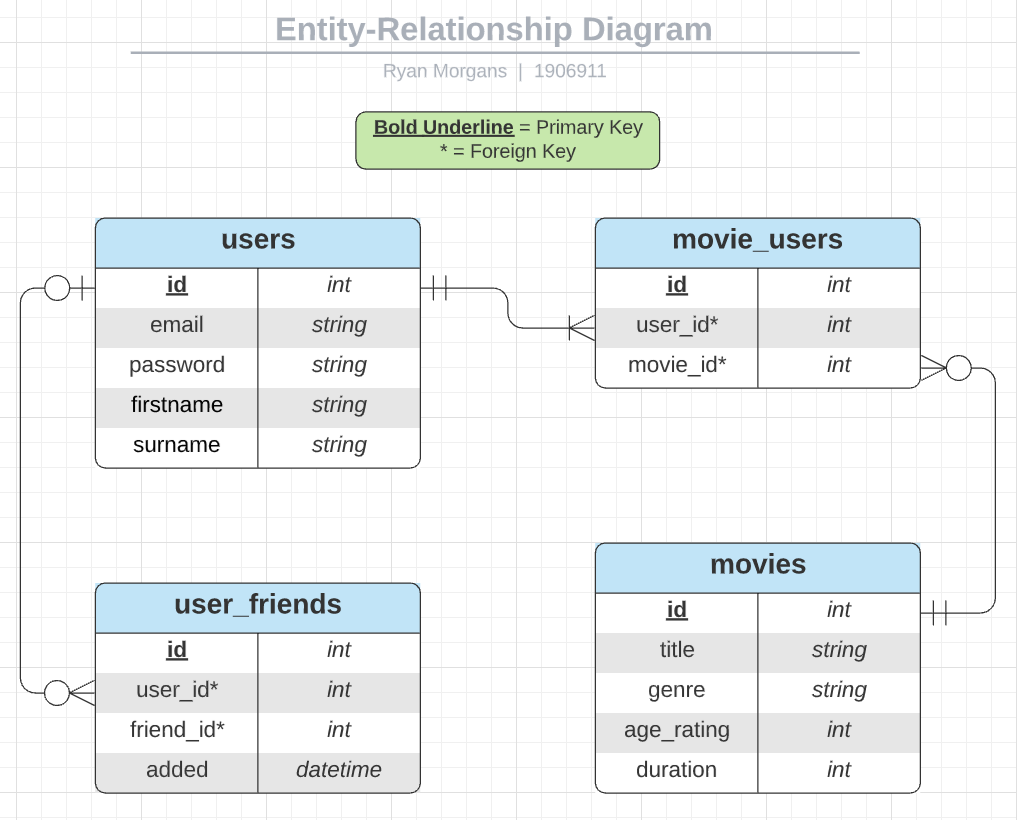 Entity-Relationship Diagram
Ryan Morgans | 1906911
Bold Underline = Primary Key
* = Foreign Key
users
id int
email string
password string
firstname string
surname string
movie_users
id int
user_id* int
movie_id* int
user_friends
id int
user_id* int
friend_id* int
added datetime
movies
id int
title string
genre string
age_rating int
duration int